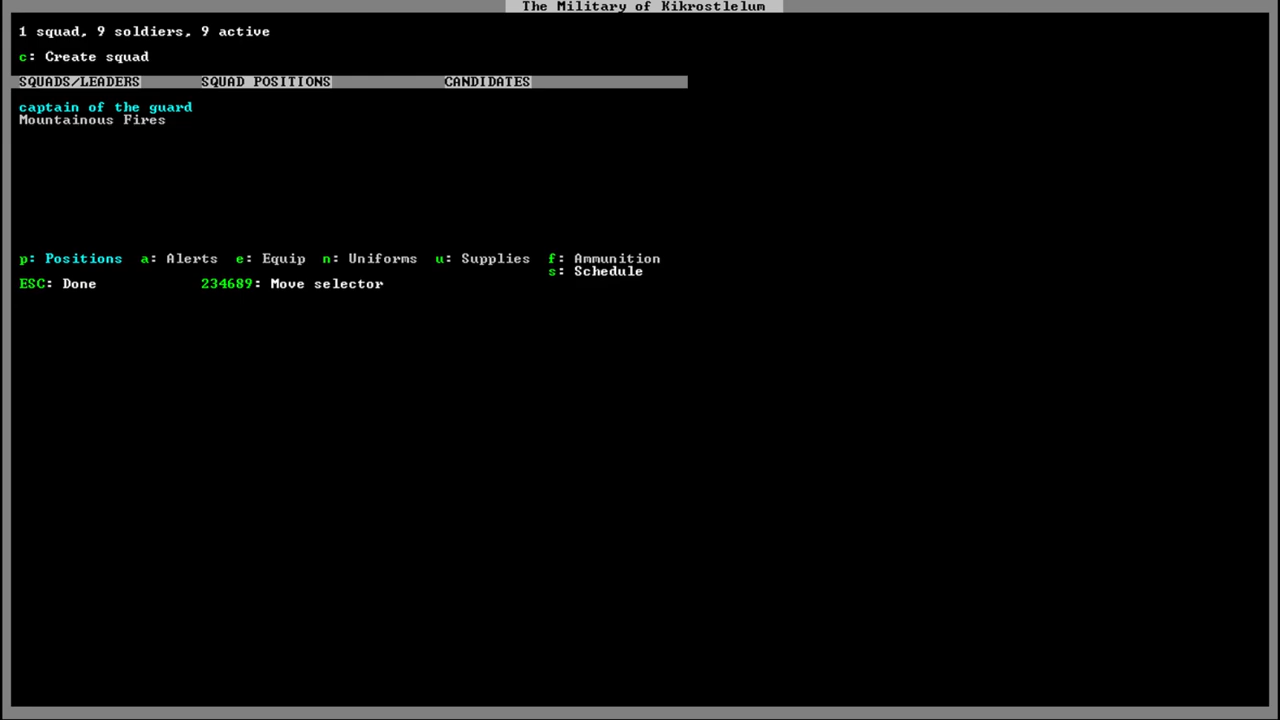 The Military of Kikrostlelum
1 squad, 9 soldiers, 9 active
c: Create squad
SQUADS/LEADERS SQUAD POSITIONS CANDIDATES
captain of the guard
Mountainous Fires
p: Positions a: Alerts e: Equip n: Uniforms u: Supplies f: Ammunition
s: Schedule
ESC: Done 234689: Move selector